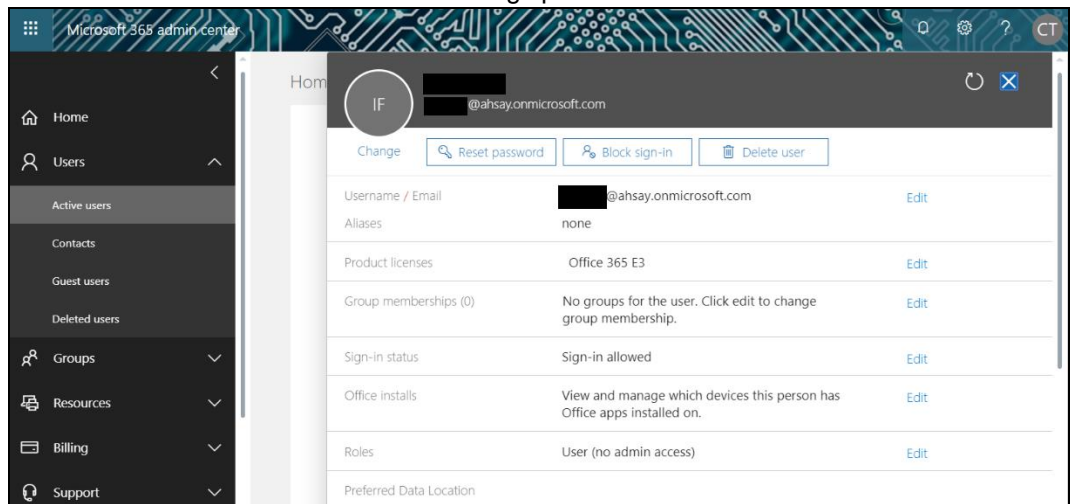 Microsoft 365 admin center
?
CT
Home
Users
Active users
Contacts
Guest users
Deleted users
Groups
Resources
Billing
Support
Hom
IF
@ahsay.onmicrosoft.com
Change
Reset password
Block sign-in
Delete user
Username / Email
@ahsay.onmicrosoft.com
Edit
Aliases
none
Product licenses
Office 365 E3
Edit
Group memberships (0)
No groups for the user. Click edit to change
group membership.
Edit
Sign-in status
Sign-in allowed
Edit
Office installs
View and manage which devices this person has
Office apps installed on.
Edit
Roles
User (no admin access)
Edit
Preferred Data Location